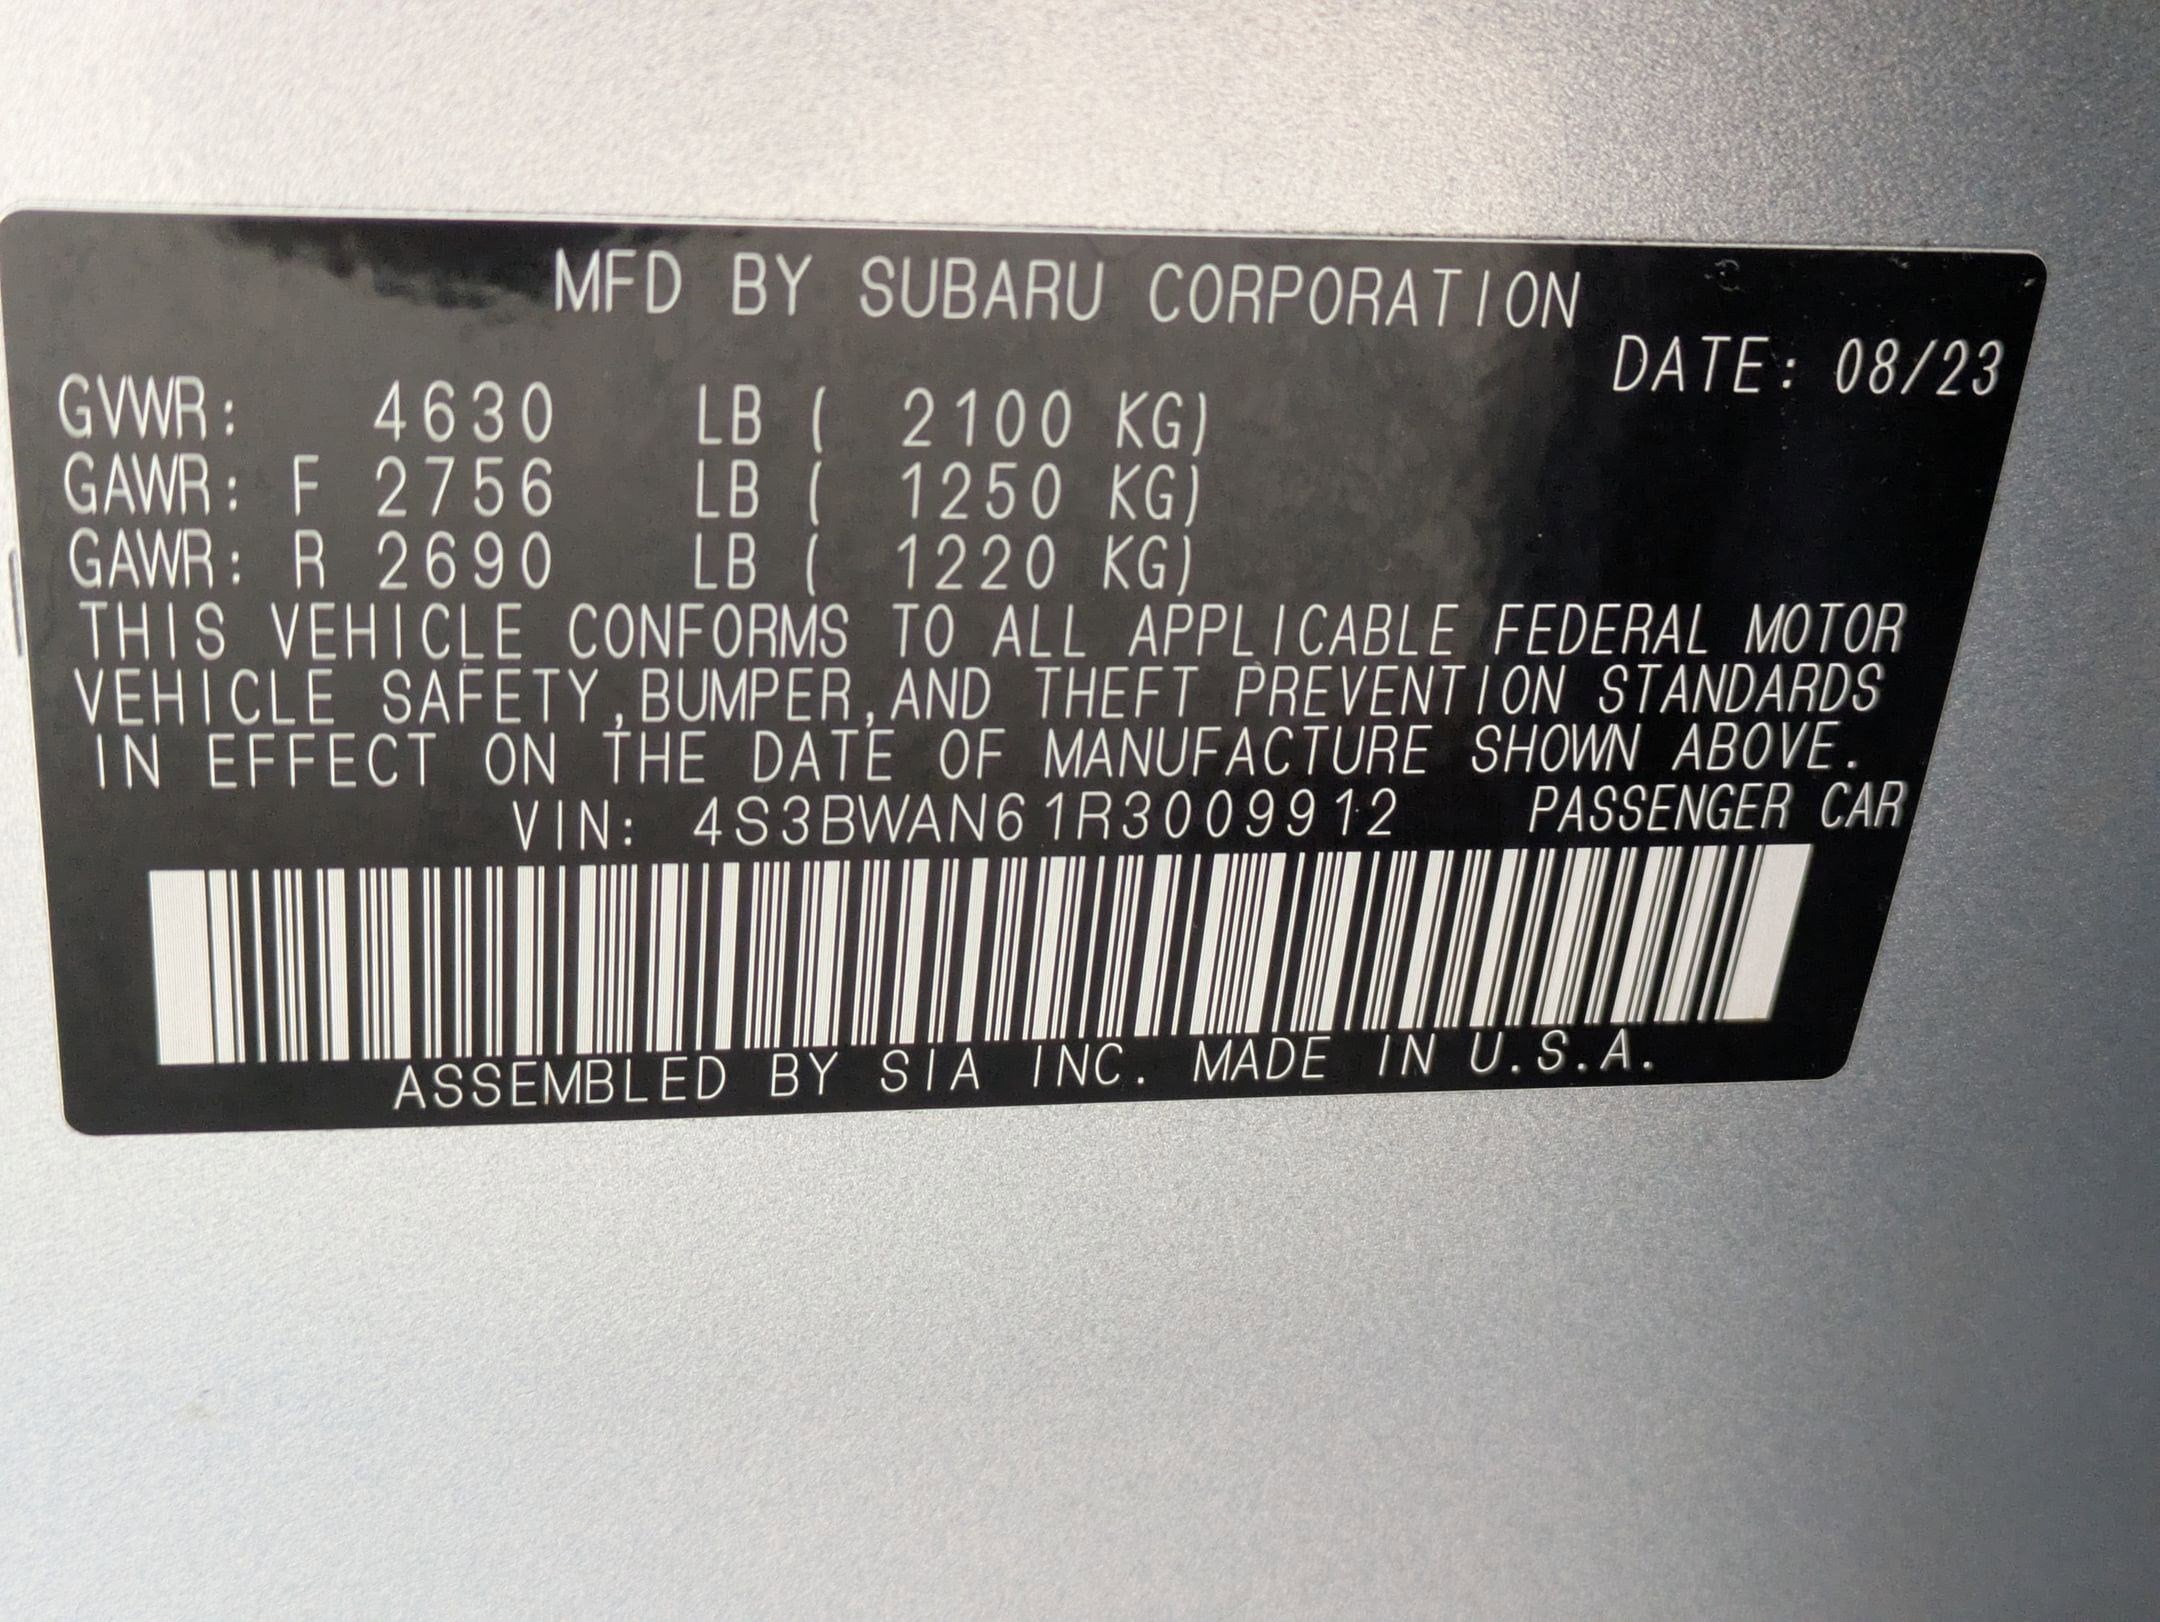 MFD BY SUBARU CORPORATION
DATE: 08/23
GVWR: 4630 LB ( 2100 KG)
GAWR: F 2756 LB ( 1250 KG)
GAWR: R 2690 LB ( 1220 KG)
THIS VEHICLE CONFORMS TO ALL APPLICABLE FEDERAL MOTOR
VEHICLE SAFETY,BUMPER,AND THEFT PREVENTION STANDARDS
IN EFFECT ON THE DATE OF MANUFACTURE SHOWN ABOVE.
VIN: 4S3BWAN61R3009912 PASSENGER CAR
ASSEMBLED BY SIA INC. MADE IN U.S.A.